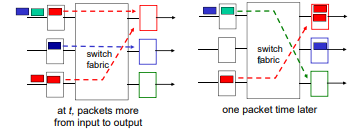 switch
fabric
switch
fabric
at t, packets more
from input to output
one packet time later